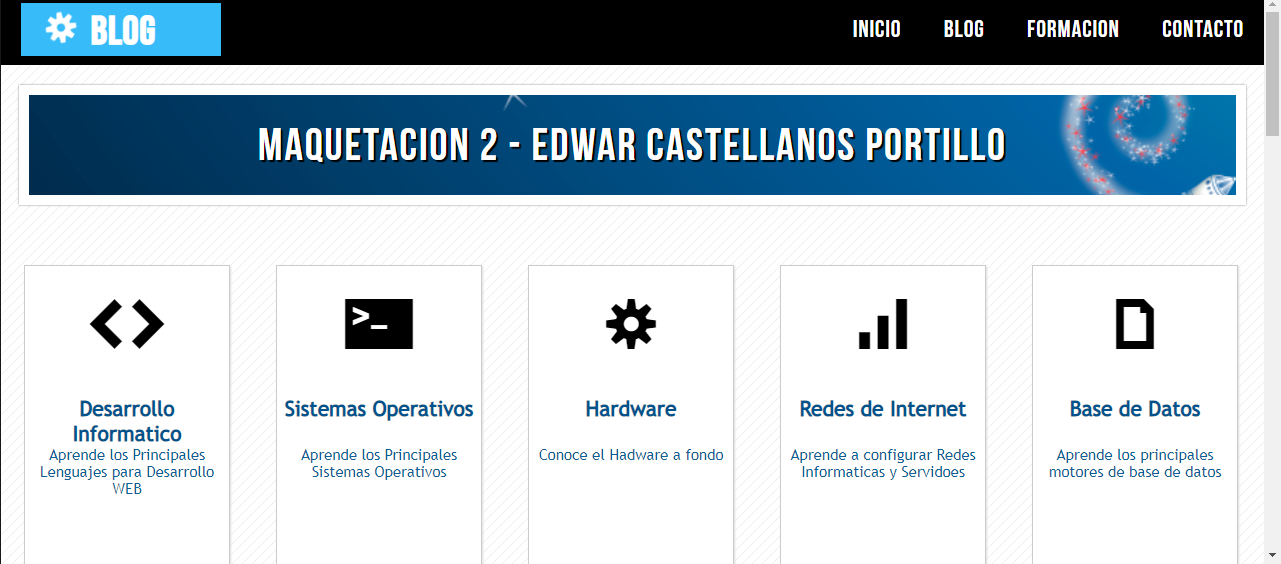 BLOG
INICIO BLOG FORMACION CONTACTO
MAQUETACION 2 - EDWAR CASTELLANOS PORTILLO
>_
Desarrollo
Informatico
Aprende los Principales
Lenguajes para Desarrollo
WEB
Sistemas Operativos
Aprende los Principales
Sistemas Operativos
Hardware
Conoce el Hadware a fondo
Redes de Internet
Aprende a configurar Redes
Informaticas y Servidoes
Base de Datos
Aprende los principales
motores de base de datos